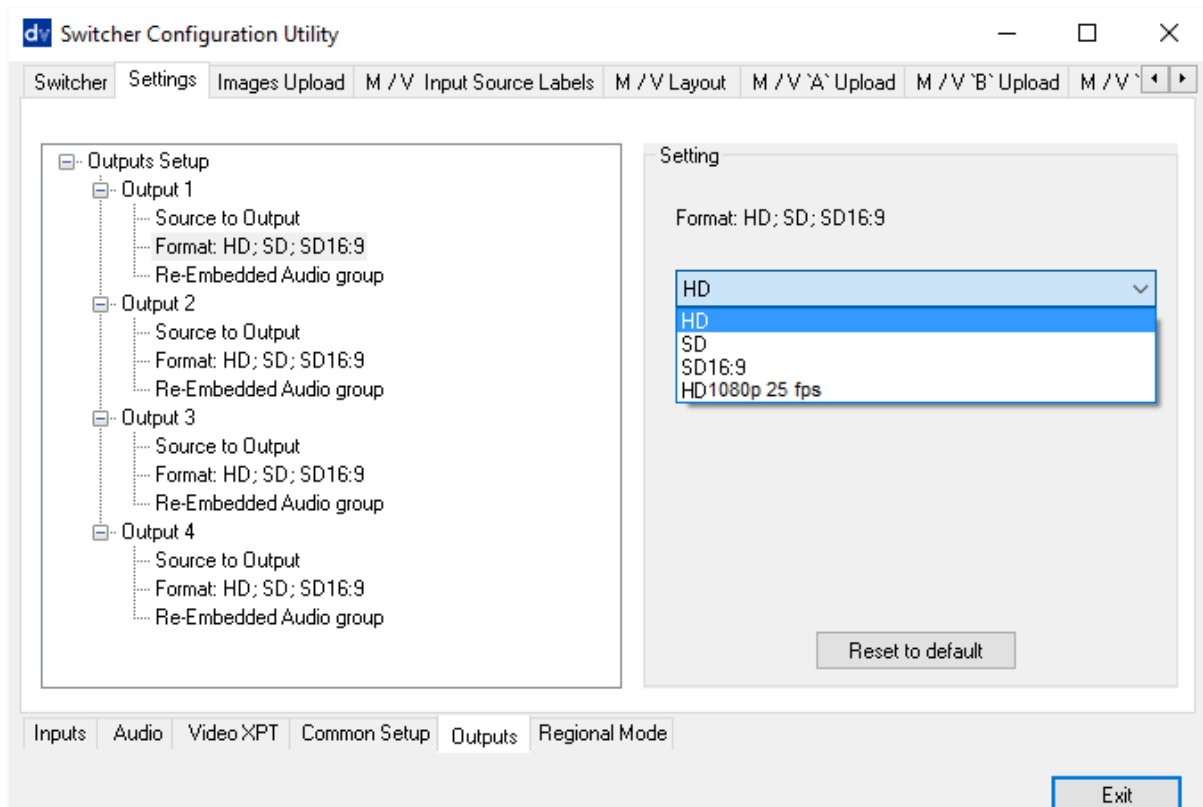 dv Switcher Configuration Utility
Switcher Settings Images Upload M / V Input Source Labels M / V Layout M / V `A` Upload M / V `B` Upload M / V `
Outputs Setup
Output 1
Source to Output
Format: HD; SD; SD16:9
Re-Embedded Audio group
Output 2
Source to Output
Format: HD; SD; SD16:9
Re-Embedded Audio group
Output 3
Source to Output
Format: HD; SD; SD16:9
Re-Embedded Audio group
Output 4
Source to Output
Format: HD; SD; SD16:9
Re-Embedded Audio group
Setting
Format: HD; SD; SD16:9
HD
HD
SD
SD16:9
HD1080p 25 fps
Reset to default
Inputs Audio Video XPT Common Setup Outputs Regional Mode
Exit